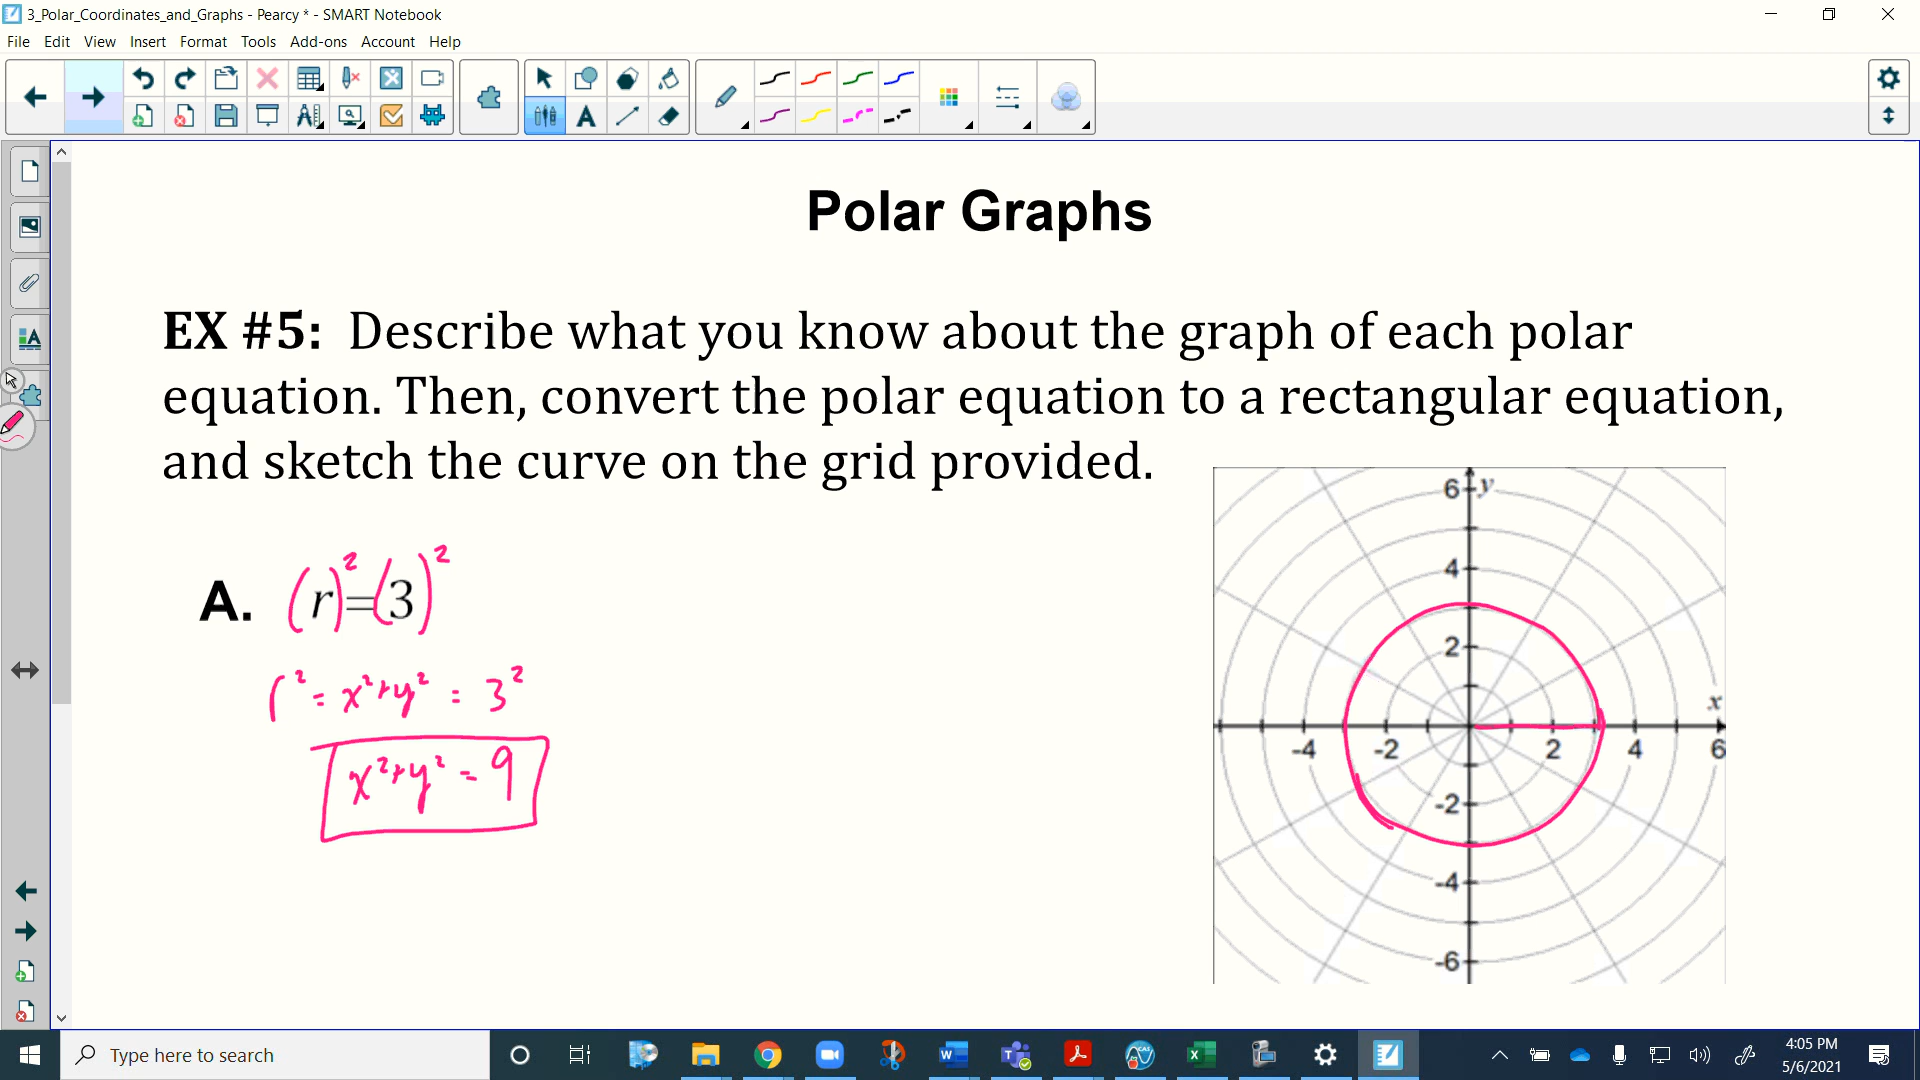 3_Polar_Coordinates_and_Graphs - Pearcy * - SMART Notebook
File Edit View Insert Format Tools Add-ons Account Help
Polar Graphs
EX #5: Describe what you know about the graph of each polar
equation. Then, convert the polar equation to a rectangular equation,
and sketch the curve on the grid provided.
A. (r)²=(3)²
r² = x²+y² = 3²
x²+y² = 9
6 y
4
2
x
-4 -2 2 4 6
-2
-4
-6
Type here to search
4:05 PM
5/6/2021